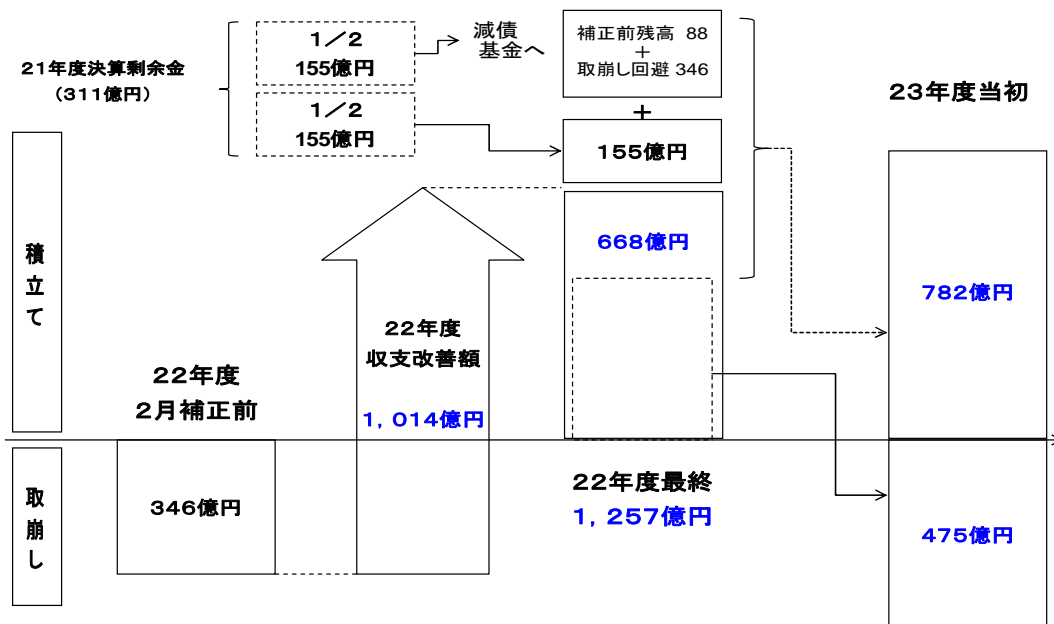 21年度決算剰余金
（311億円）
1／2
155億円
1／2
155億円
減債
基金へ
補正前残高 88
＋
取崩し回避 346
＋
155億円
23年度当初
積立て
668億円
782億円
22年度
収支改善額
1，014億円
22年度
2月補正前
346億円
取崩し
22年度最終
1，257億円
475億円